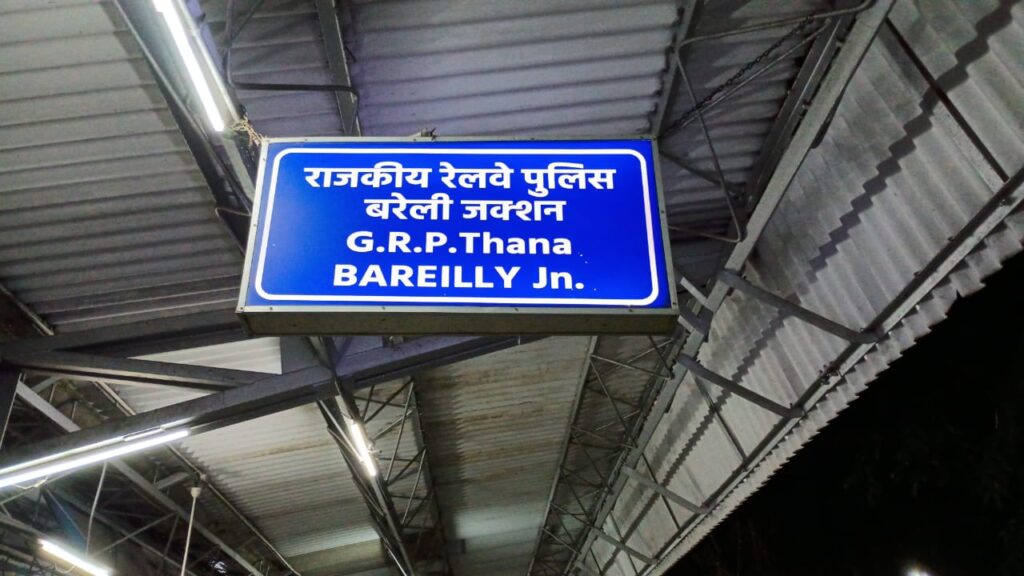 राजकीय रेलवे पुलिस
बरेली जक्शन
G.R.P.Thana
BAREILLY Jn.